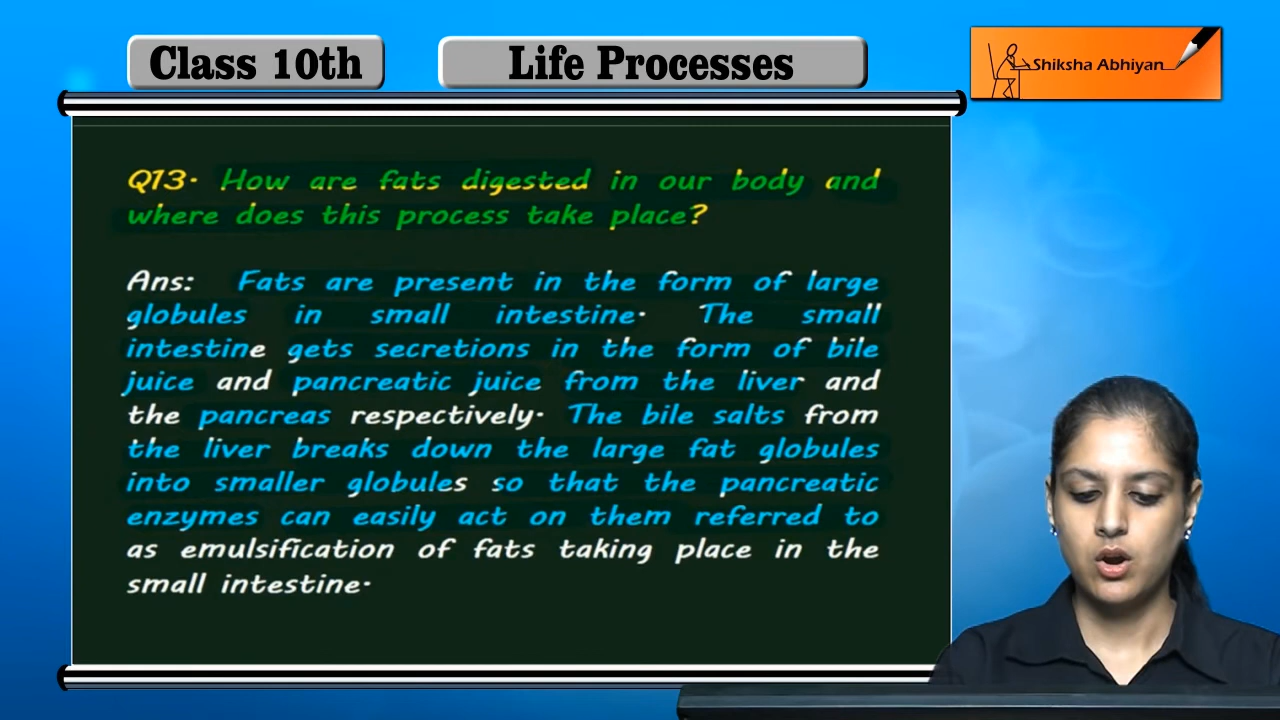 Class 10th
Life Processes
Shiksha Abhiyan
Q13. How are fats digested in our body and
where does this process take place?
Ans: Fats are present in the form of large
globules in small intestine. The small
intestine gets secretions in the form of bile
juice and pancreatic juice from the liver and
the pancreas respectively. The bile salts from
the liver breaks down the large fat globules
into smaller globules so that the pancreatic
enzymes can easily act on them referred to
as emulsification of fats taking place in the
small intestine.